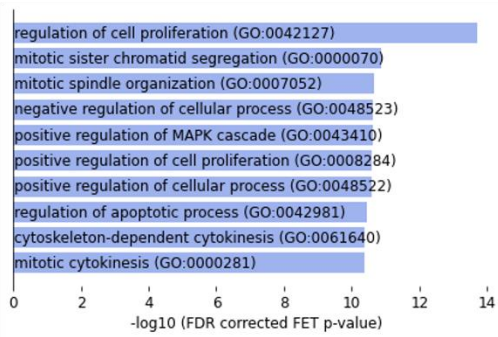 regulation of cell proliferation (GO:0042127)
mitotic sister chromatid segregation (GO:0000070)
mitotic spindle organization (GO:0007052)
negative regulation of cellular process (GO:0048523)
positive regulation of MAPK cascade (GO:0043410)
positive regulation of cell proliferation (GO:0008284)
positive regulation of cellular process (GO:0048522)
regulation of apoptotic process (GO:0042981)
cytoskeleton-dependent cytokinesis (GO:0061640)
mitotic cytokinesis (GO:0000281)
0 2 4 6 8 10 12 14
-log10 (FDR corrected FET p-value)